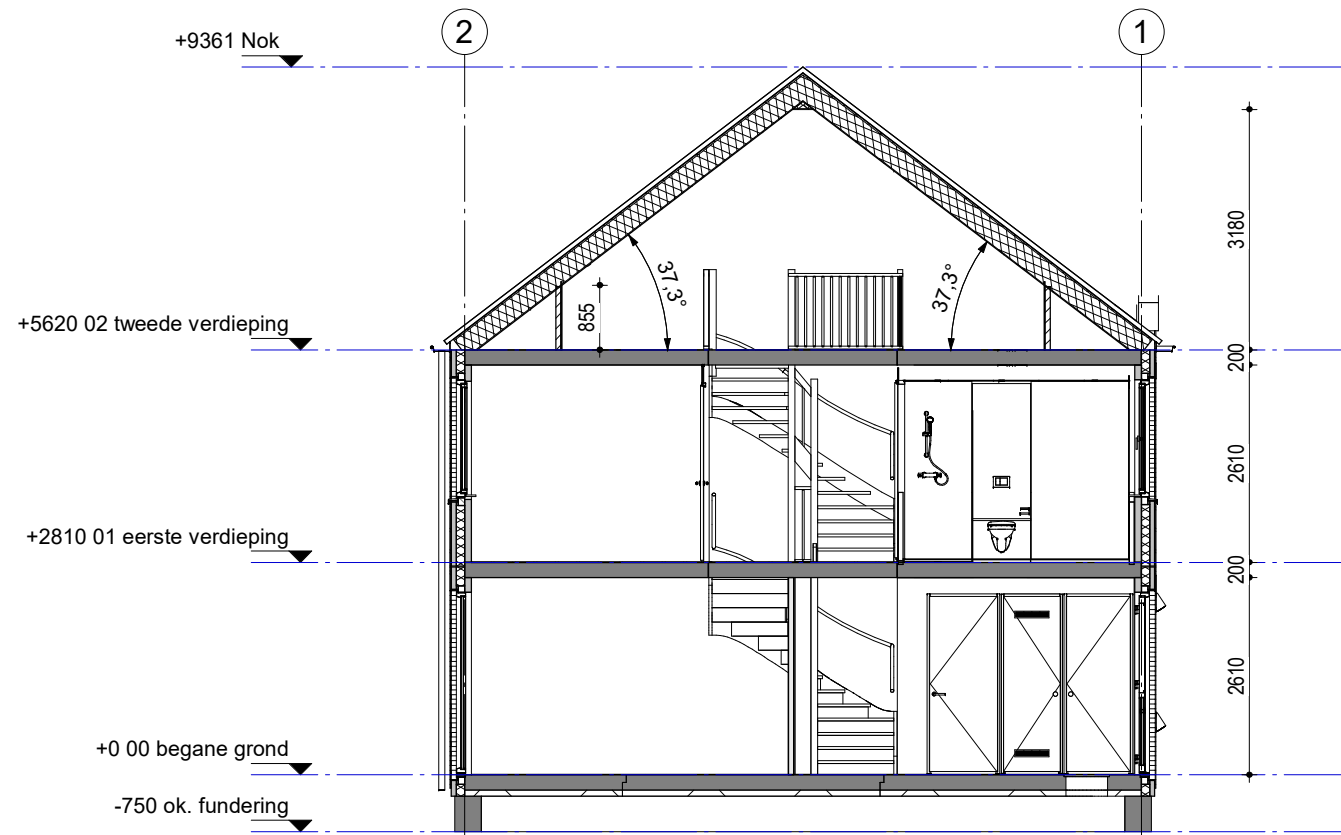 2
1
+9361 Nok
3180
37,3°
37,3°
855
+5620 02 tweede verdieping
200
2610
+2810 01 eerste verdieping
200
2610
+0 00 begane grond
-750 ok. fundering